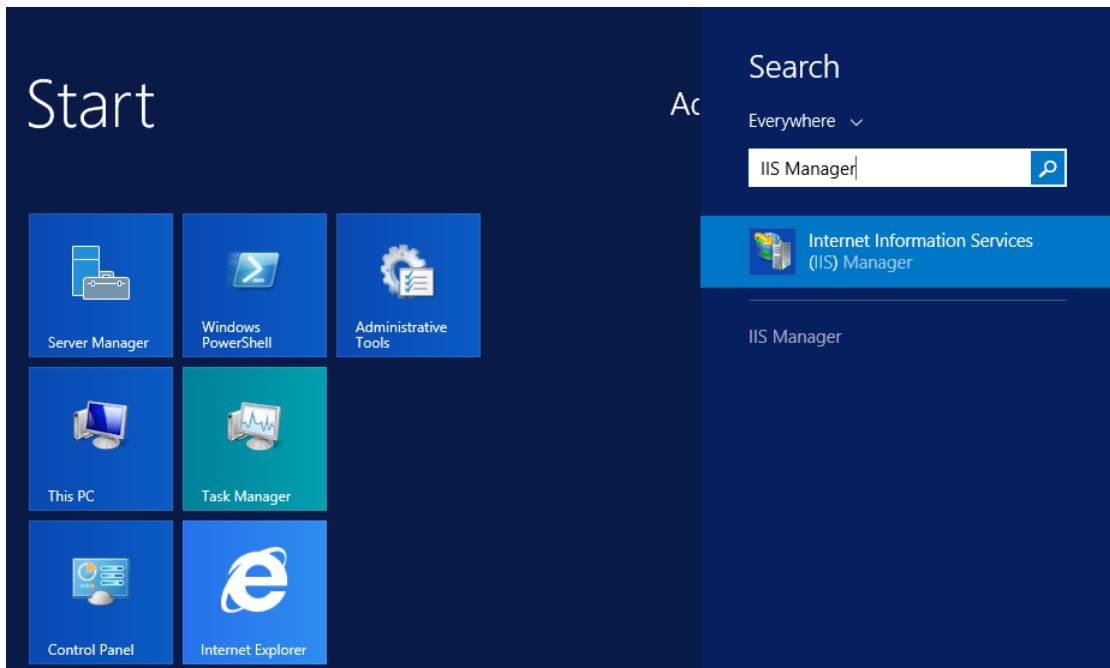 Start
Server Manager
Windows
PowerShell
Administrative
Tools
This PC
Task Manager
Control Panel
Internet Explorer
Ac
Search
Everywhere
IIS Manager
Internet Information Services
(IIS) Manager
IIS Manager